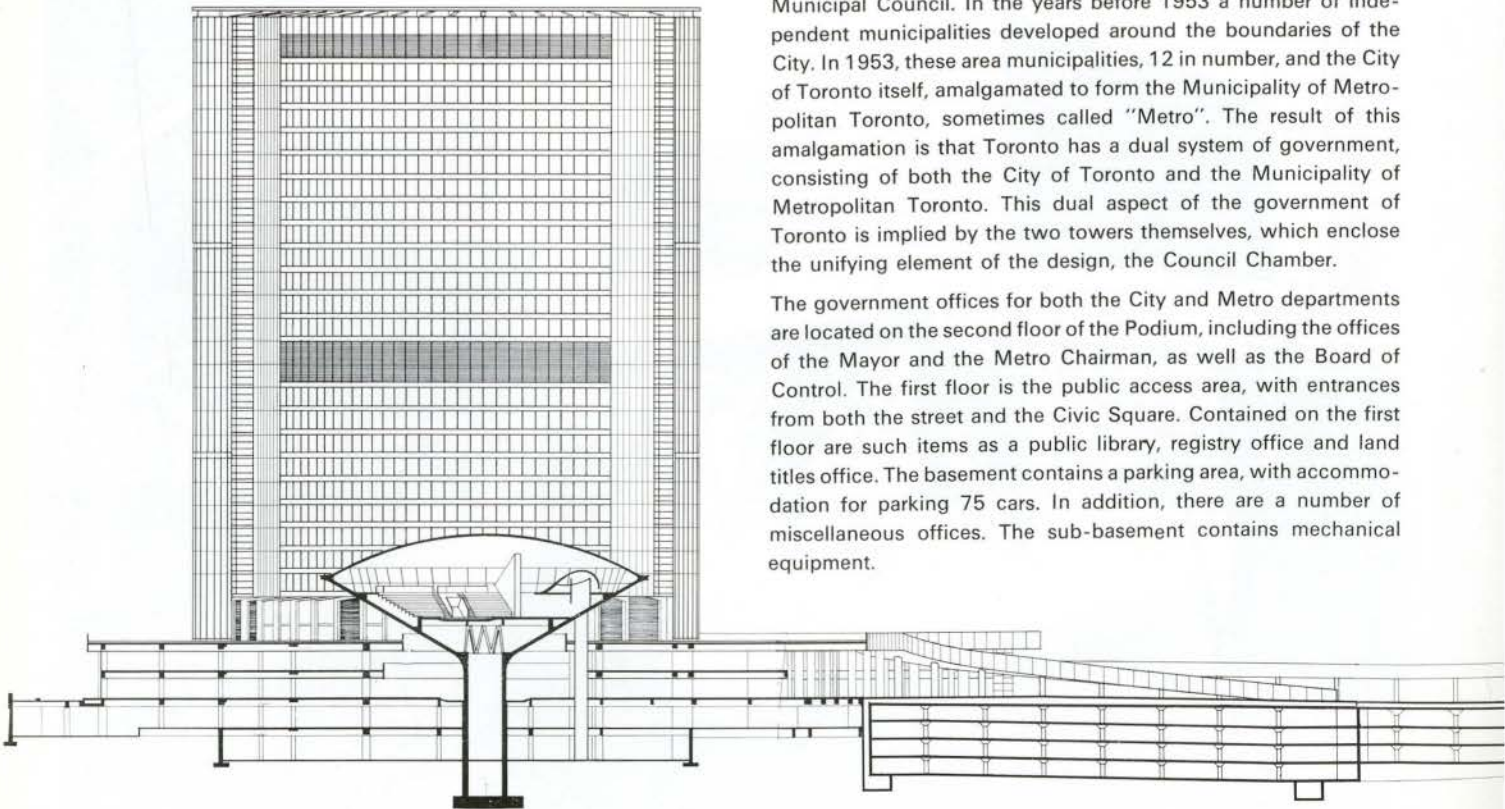 Municipal Council. In the years before 1953 a number of inde-
pendent municipalities developed around the boundaries of the
City. In 1953, these area municipalities, 12 in number, and the City
of Toronto itself, amalgamated to form the Municipality of Metro-
politan Toronto, sometimes called "Metro". The result of this
amalgamation is that Toronto has a dual system of government,
consisting of both the City of Toronto and the Municipality of
Metropolitan Toronto. This dual aspect of the government of
Toronto is implied by the two towers themselves, which enclose
the unifying element of the design, the Council Chamber.
The government offices for both the City and Metro departments
are located on the second floor of the Podium, including the offices
of the Mayor and the Metro Chairman, as well as the Board of
Control. The first floor is the public access area, with entrances
from both the street and the Civic Square. Contained on the first
floor are such items as a public library, registry office and land
titles office. The basement contains a parking area, with accommo-
dation for parking 75 cars. In addition, there are a number of
miscellaneous offices. The sub-basement contains mechanical
equipment.